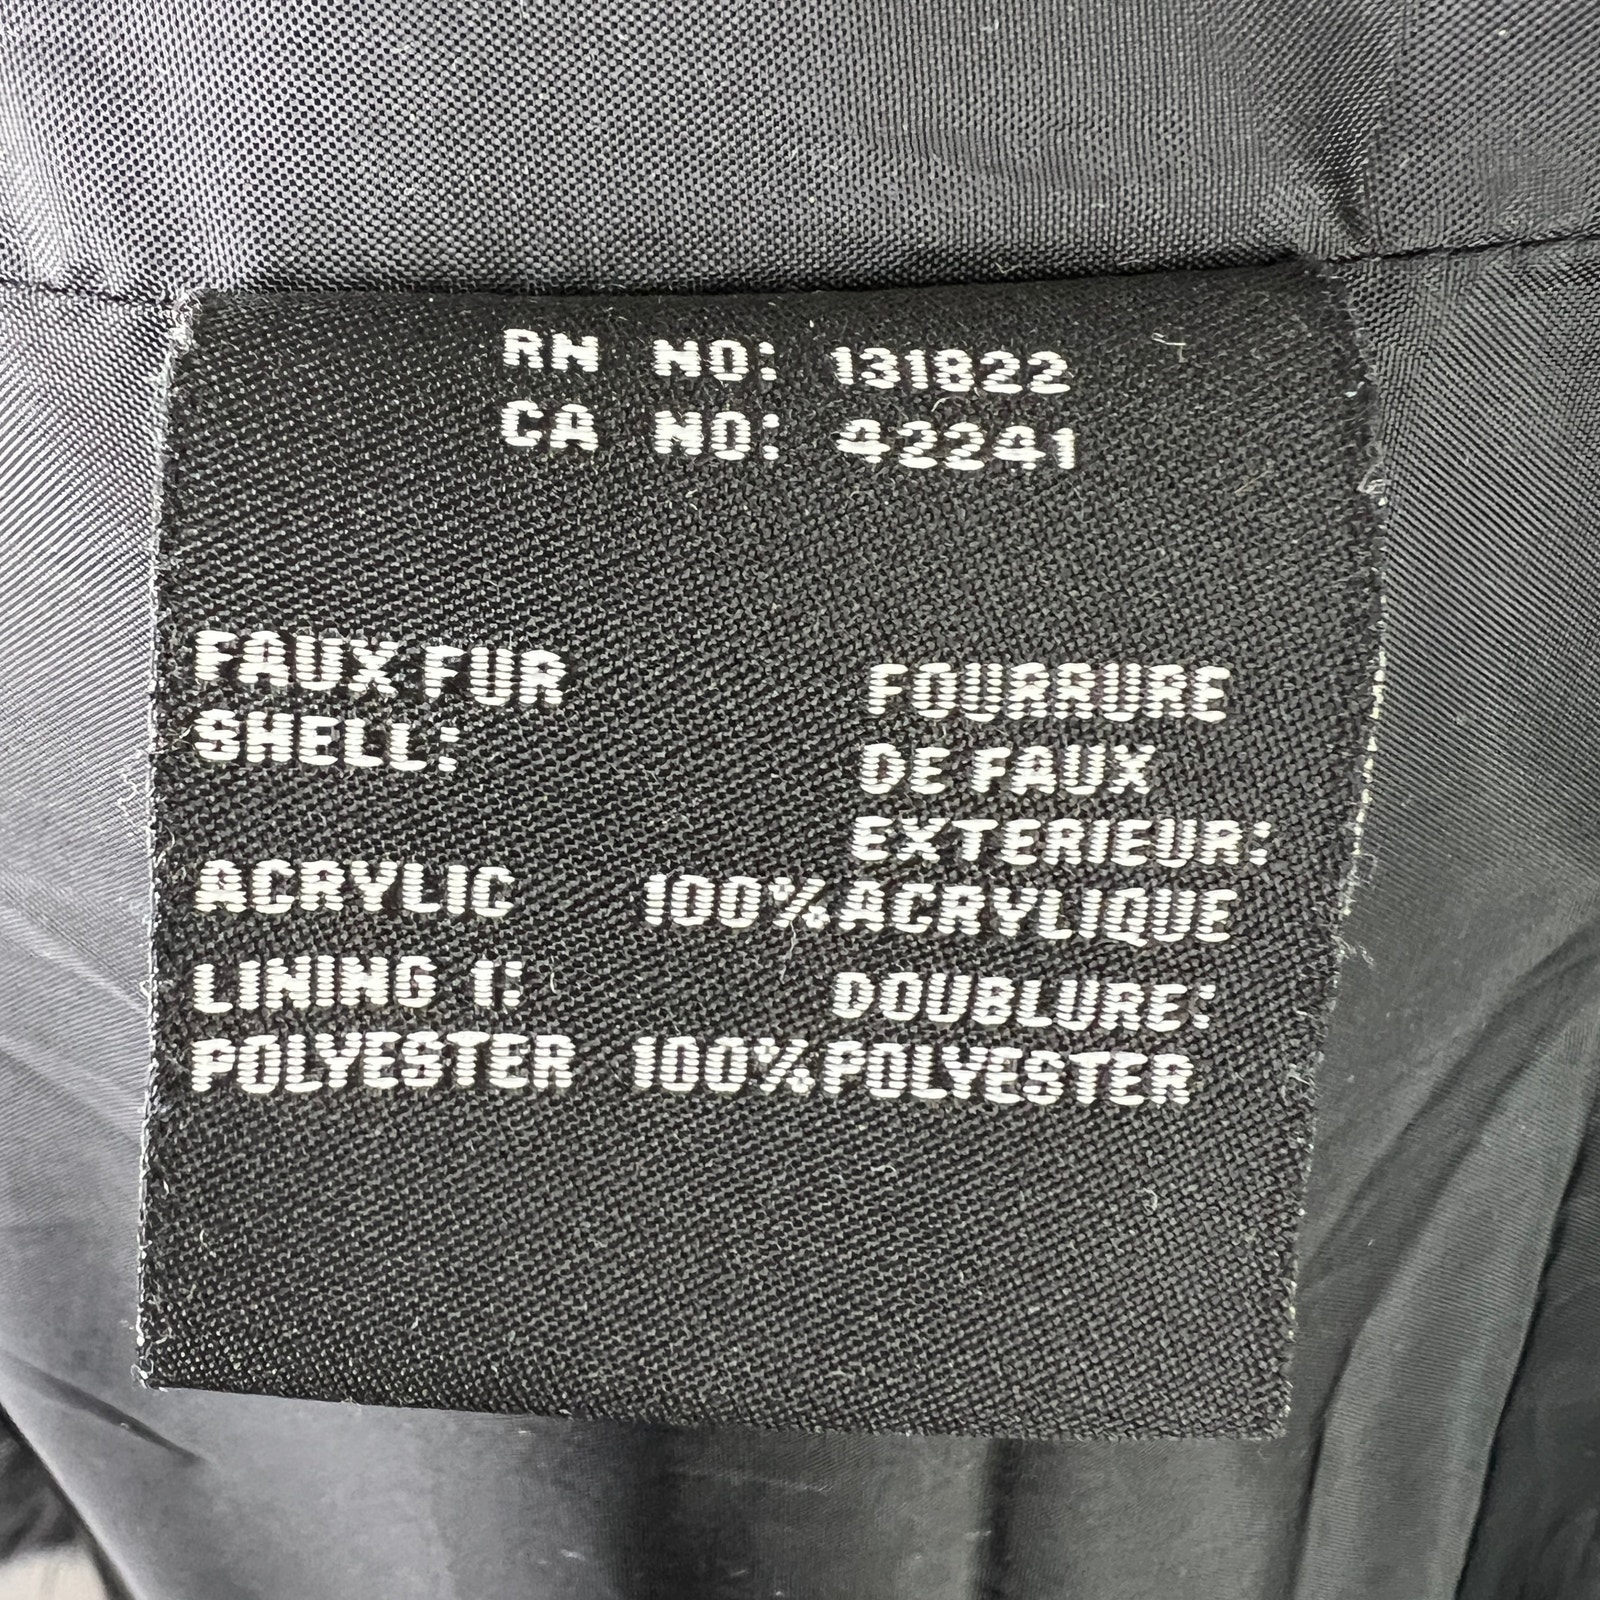 RN NO: 131822
CA NO: 42241
FAUX FUR
SHELL:
FOURRURE
DE FAUX
EXTERIEUR:
ACRYLIC 100% ACRYLIQUE
LINING 1:
DOUBLURE:
POLYESTER 100% POLYESTER